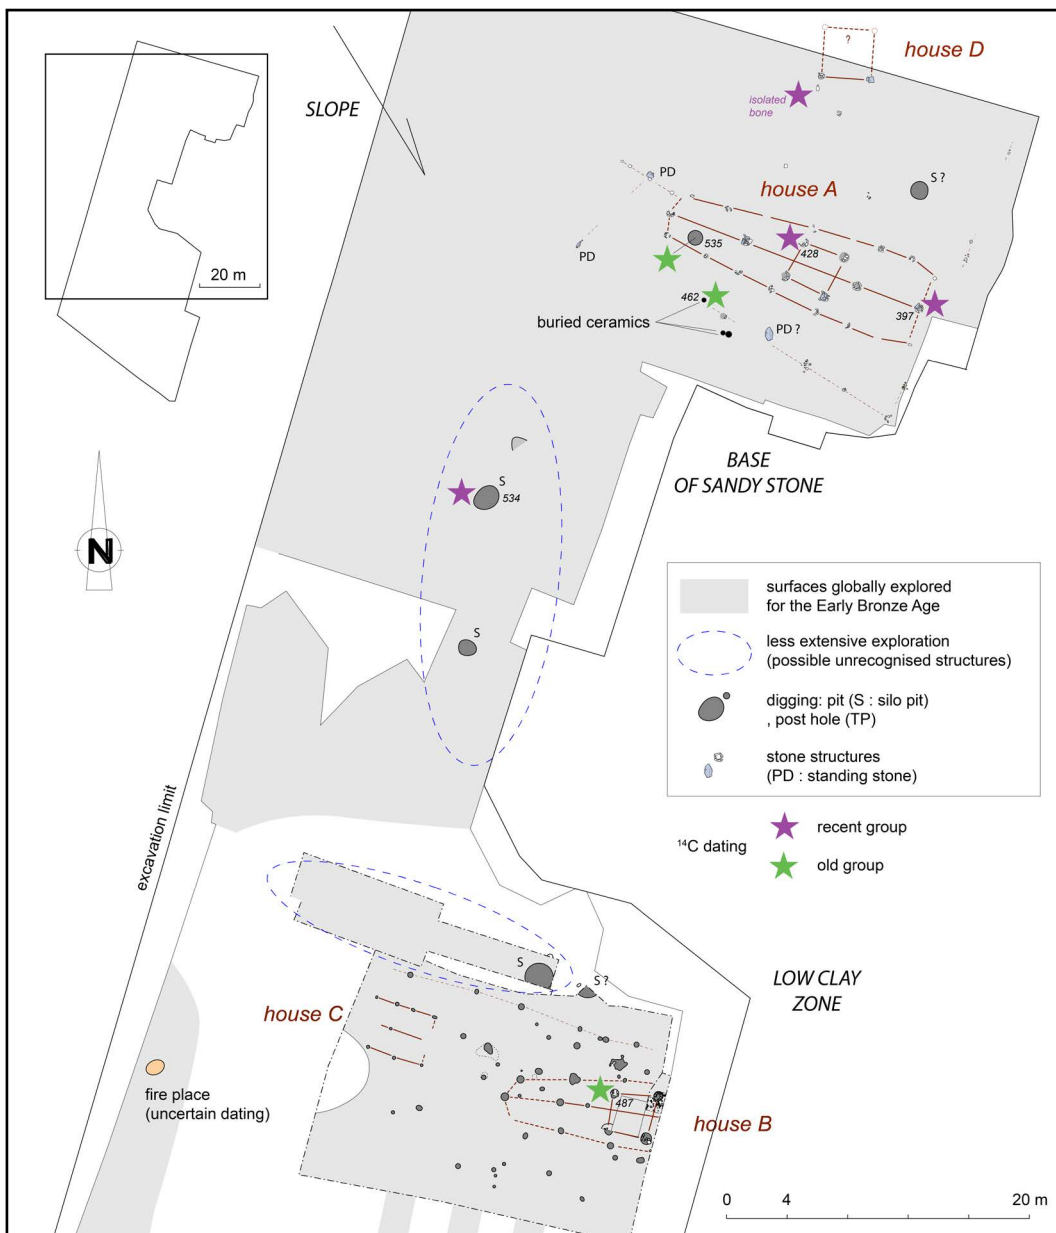 house D
?
SLOPE
isolated
bone
20 m
PD
S ?
house A
535
428
PD
462
397
buried ceramics
PD ?
BASE
OF SANDY STONE
S
534
N
surfaces globally explored
for the Early Bronze Age
less extensive exploration
(possible unrecognised structures)
S
digging: pit (S : silo pit)
, post hole (TP)
stone structures
(PD : standing stone)
excavation limit
recent group
¹⁴C dating
old group
S
S ?
LOW CLAY
ZONE
house C
fire place
(uncertain dating)
487
house B
0 4 20 m